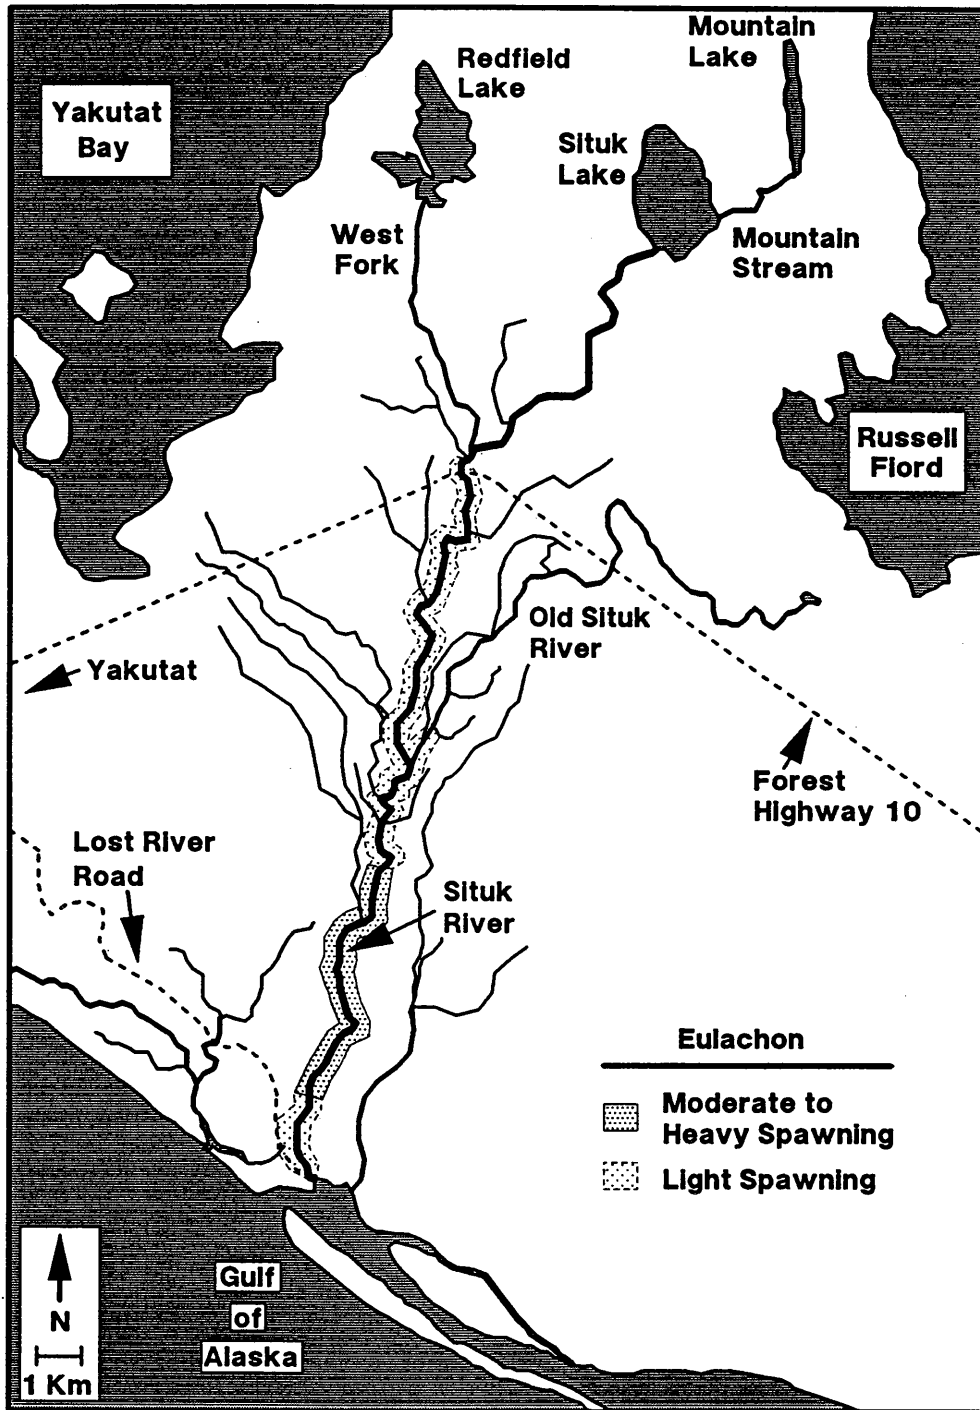 Mountain
Lake
Redfield
Lake
Yakutat
Bay
Situk
Lake
West
Fork
Mountain
Stream
Russell
Fiord
Old Situk
River
Yakutat
Forest
Highway 10
Lost River
Road
Situk
River
Eulachon
Moderate to
Heavy Spawning
Light Spawning
Gulf
of
Alaska
N
1 Km